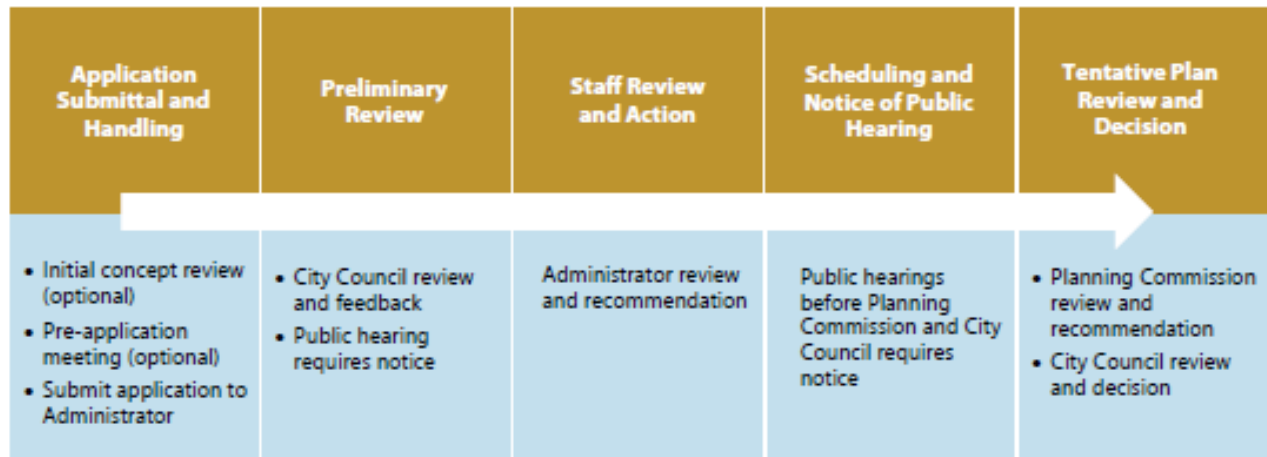 Application
Submittal and
Handling
Preliminary
Review
Staff Review
and Action
Scheduling and
Notice of Public
Hearing
Tentative Plan
Review and
Decision
• Initial concept review
(optional)
• Pre-application
meeting (optional)
• Submit application to
Administrator
• City Council review
and feedback
• Public hearing
requires notice
Administrator review
and recommendation
Public hearings
before Planning
Commission and City
Council requires
notice
• Planning Commission
review and
recommendation
• City Council review
and decision